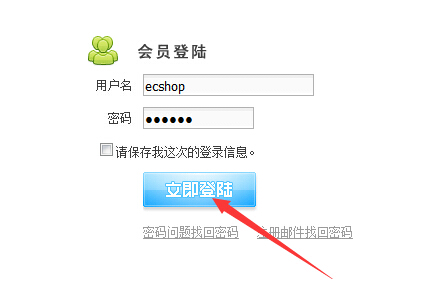 会员登陆
用户名 ecshop
密码 ●●●●●●
请保存我这次的登录信息。
立即登陆
密码问题找回密码 注册邮件找回密码